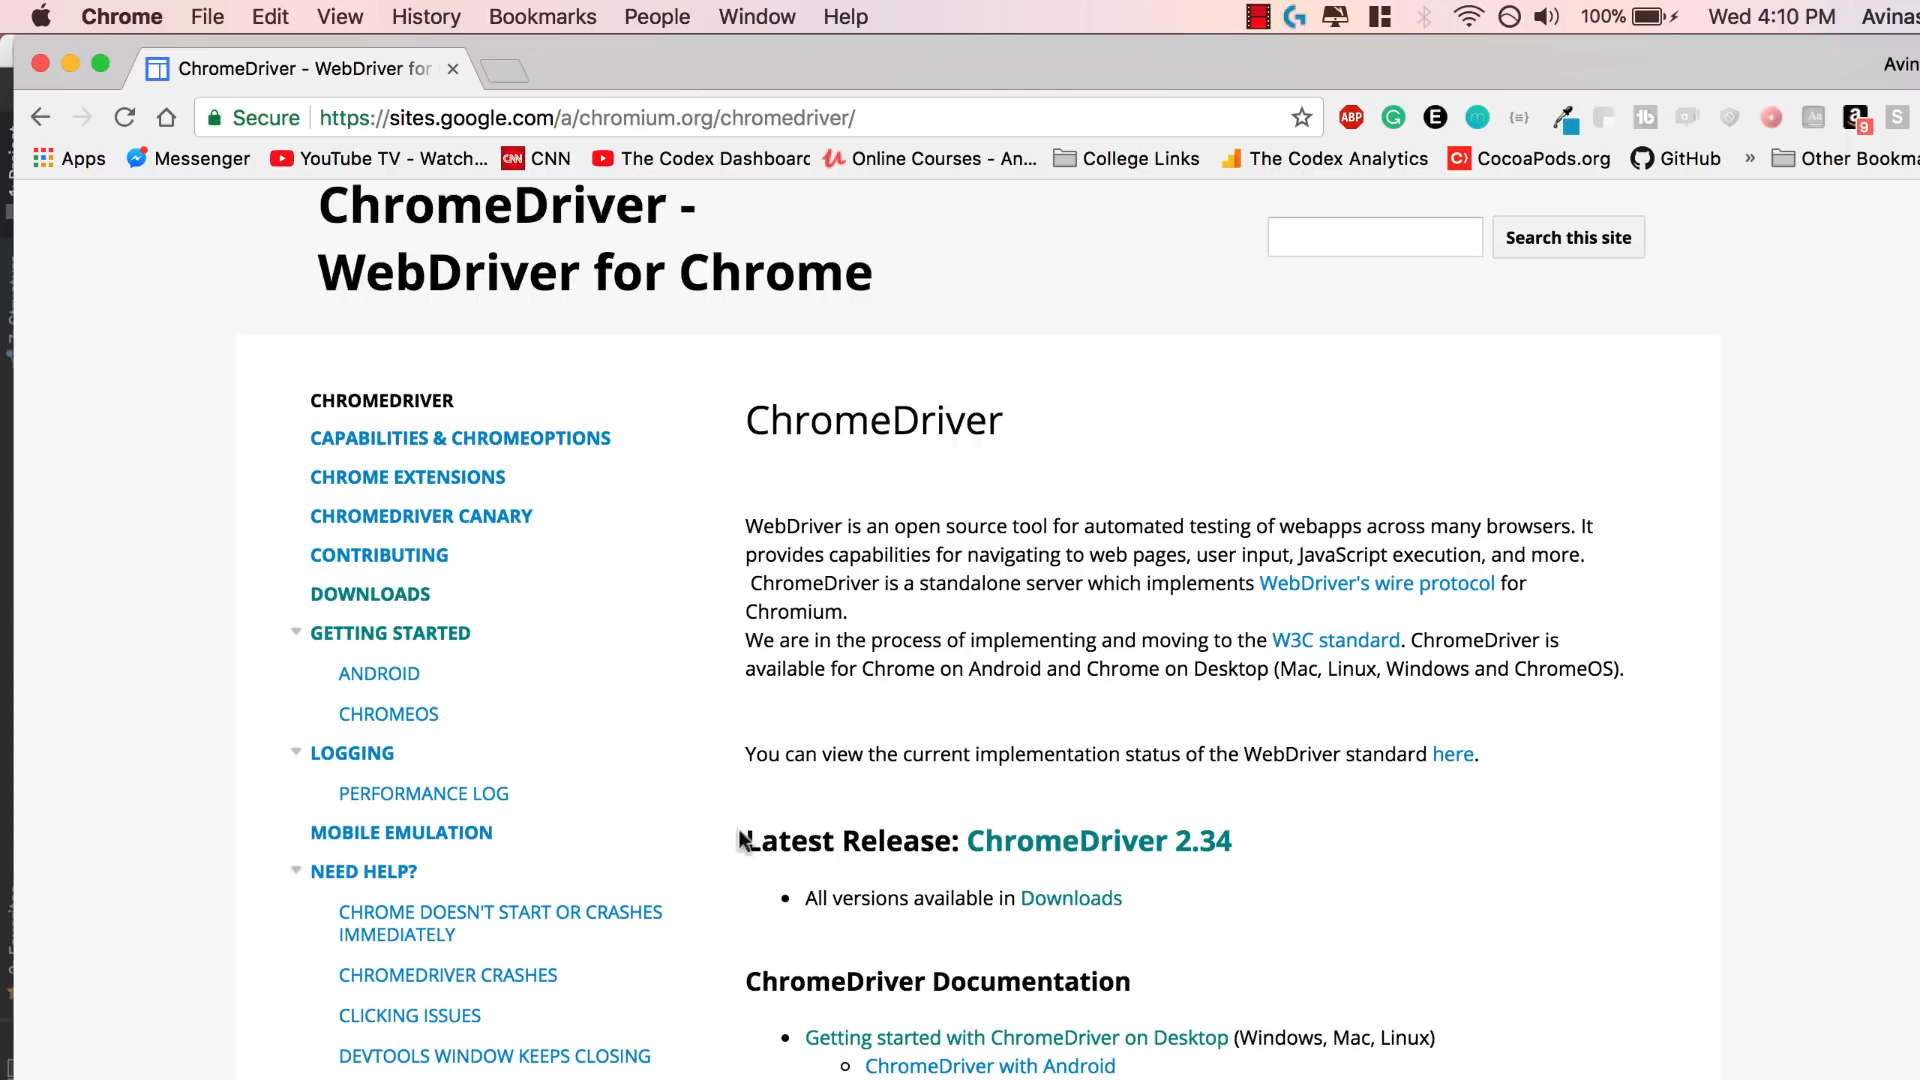 Chrome File Edit View History Bookmarks People Window Help 100% Wed 4:10 PM Avinas
ChromeDriver - WebDriver for Avin
Secure https://sites.google.com/a/chromium.org/chromedriver/ ABP
Apps Messenger YouTube TV - Watch... CNN The Codex Dashboard Online Courses - An... College Links The Codex Analytics CocoaPods.org GitHub » Other Bookma
ChromeDriver -
WebDriver for Chrome
Search this site
CHROMEDRIVER
CAPABILITIES & CHROMEOPTIONS
CHROME EXTENSIONS
CHROMEDRIVER CANARY
CONTRIBUTING
DOWNLOADS
GETTING STARTED
ANDROID
CHROMEOS
LOGGING
PERFORMANCE LOG
MOBILE EMULATION
NEED HELP?
CHROME DOESN'T START OR CRASHES
IMMEDIATELY
CHROMEDRIVER CRASHES
CLICKING ISSUES
DEVTOOLS WINDOW KEEPS CLOSING
ChromeDriver
WebDriver is an open source tool for automated testing of webapps across many browsers. It
provides capabilities for navigating to web pages, user input, JavaScript execution, and more.
ChromeDriver is a standalone server which implements WebDriver's wire protocol for
Chromium.
We are in the process of implementing and moving to the W3C standard. ChromeDriver is
available for Chrome on Android and Chrome on Desktop (Mac, Linux, Windows and ChromeOS).
You can view the current implementation status of the WebDriver standard here.
Latest Release: ChromeDriver 2.34
• All versions available in Downloads
ChromeDriver Documentation
• Getting started with ChromeDriver on Desktop (Windows, Mac, Linux)
○ ChromeDriver with Android